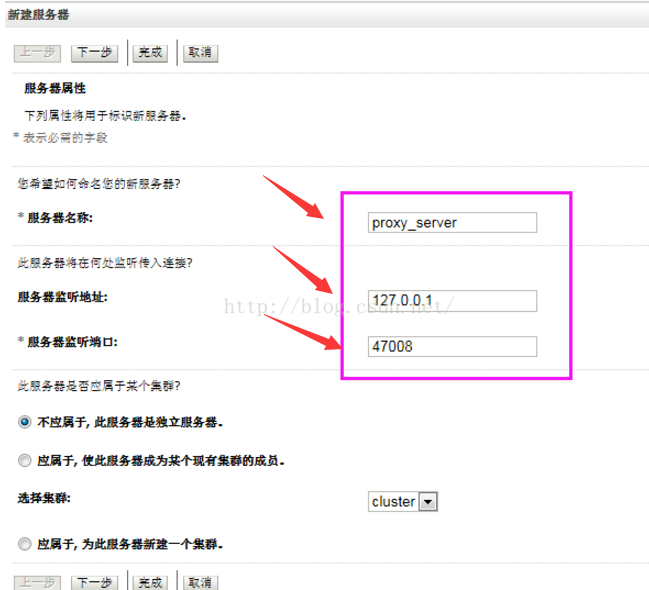 新建服务器
上一步 下一步 完成 取消
服务器属性
下列属性将用于标识新服务器。
* 表示必需的字段
您希望如何命名您的新服务器?
* 服务器名称: proxy_server
此服务器将在何处监听传入连接?
服务器监听地址: 127.0.0.1
http://blog.csdn.net/
* 服务器监听端口: 47008
此服务器是否应属于某个集群?
不应属于, 此服务器是独立服务器。
应属于, 使此服务器成为某个现有集群的成员。
选择集群: cluster
应属于, 为此服务器新建一个集群。
上一步 下一步 完成 取消